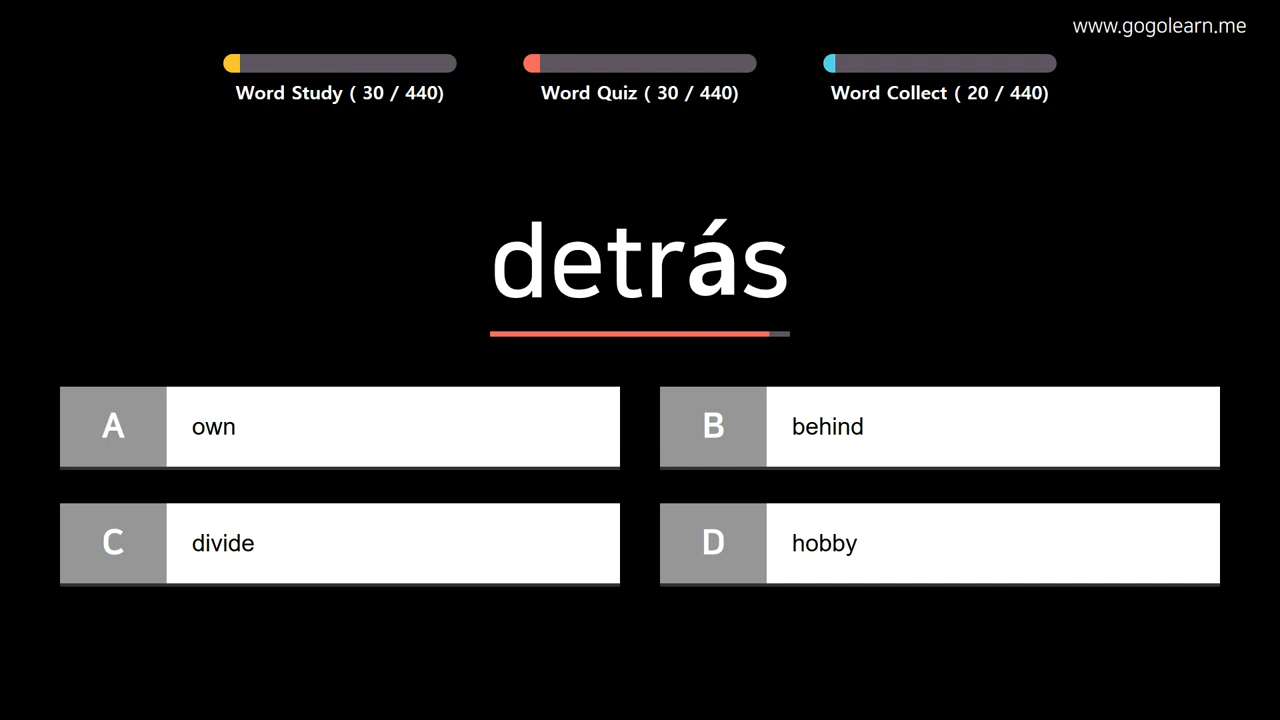 www.gogolearn.me
Word Study ( 30 / 440)
Word Quiz ( 30 / 440)
Word Collect ( 20 / 440)
detrás
A
own
B
behind
C
divide
D
hobby